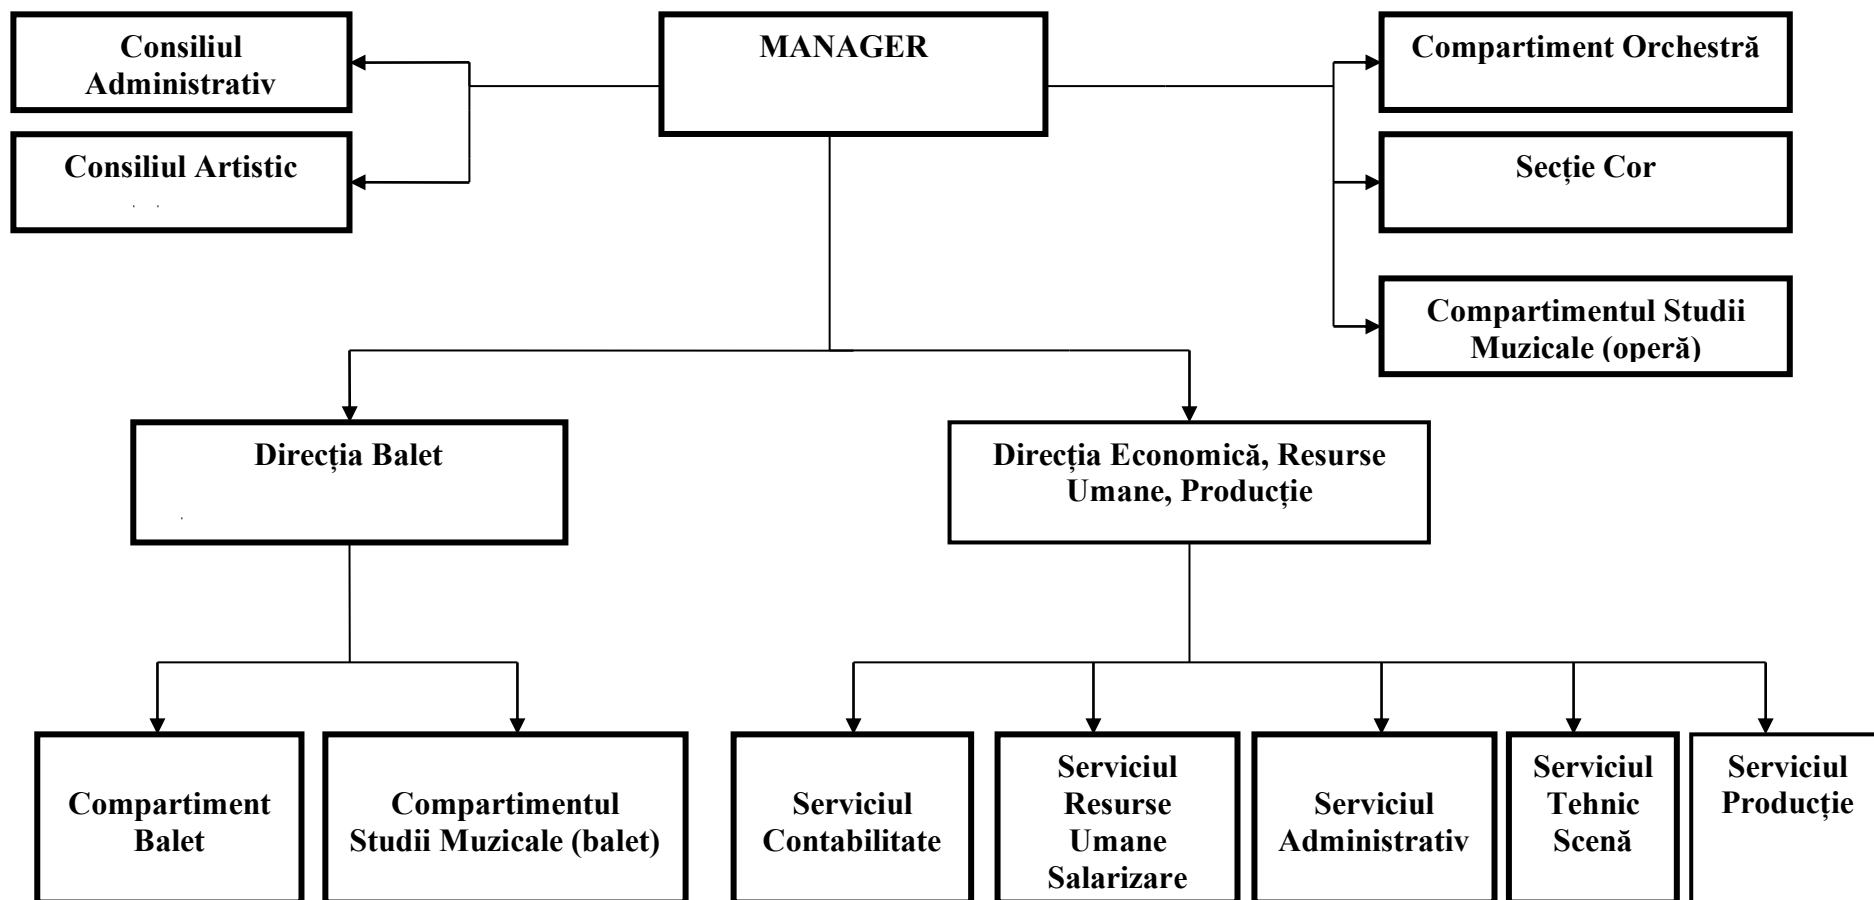 Consiliul
Administrativ
MANAGER
Compartiment Orchestră
Consiliul Artistic
Secție Cor
Compartimentul Studii
Muzicale (operă)
Direcția Balet
Direcția Economică, Resurse
Umane, Producție
Compartiment
Balet
Compartimentul
Studii Muzicale (balet)
Serviciul
Contabilitate
Serviciul
Resurse
Umane
Salarizare
Serviciul
Administrativ
Serviciul
Tehnic
Scenă
Serviciul
Producție